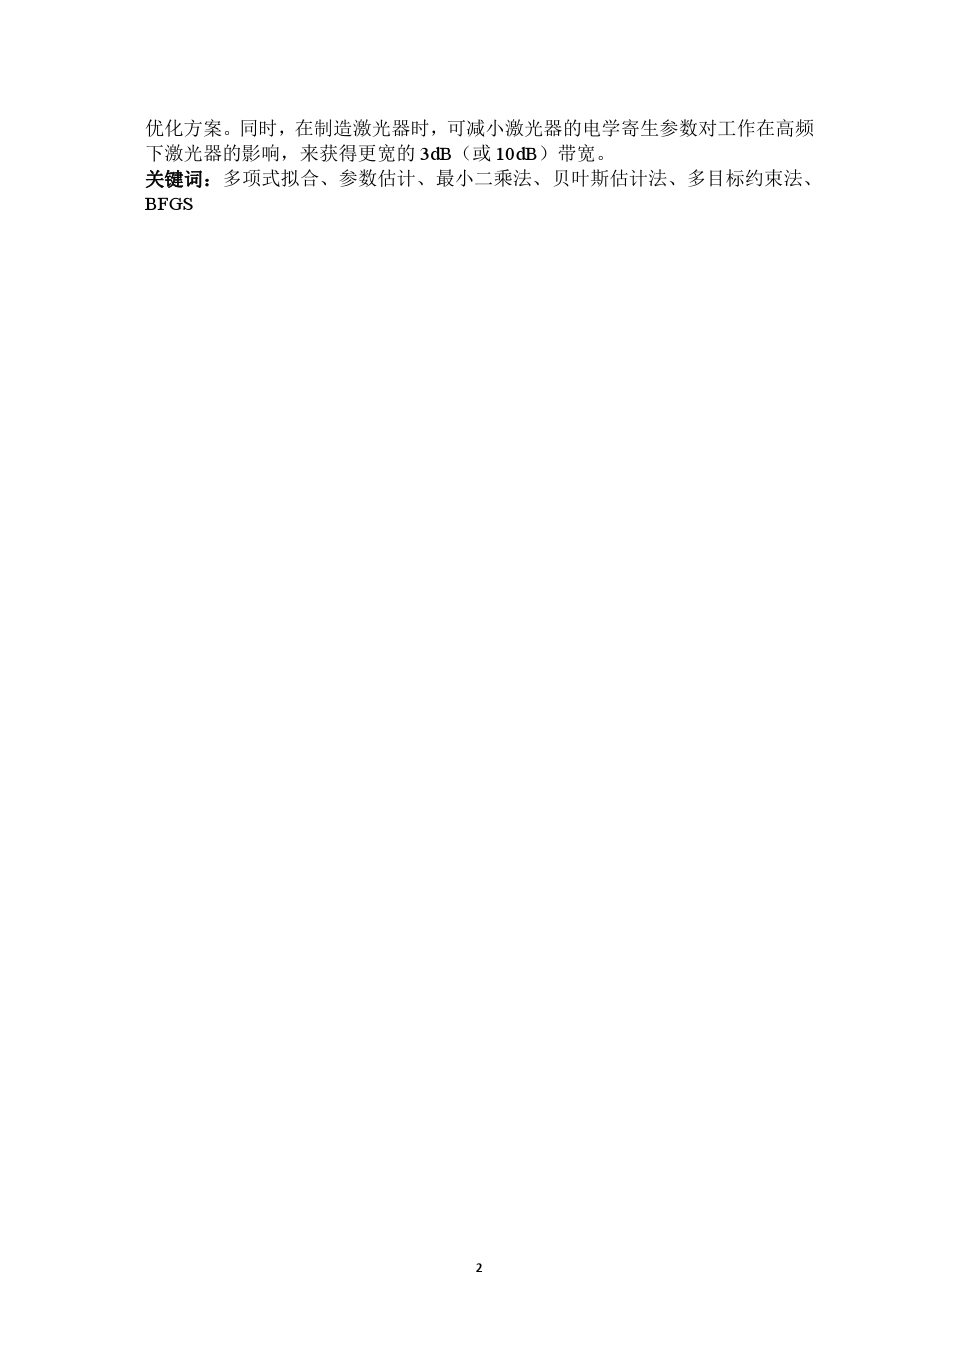 优化方案。同时，在制造激光器时，可减小激光器的电学寄生参数对工作在高频
下激光器的影响，来获得更宽的 3dB（或 10dB）带宽。
关键词：多项式拟合、参数估计、最小二乘法、贝叶斯估计法、多目标约束法、
BFGS
2